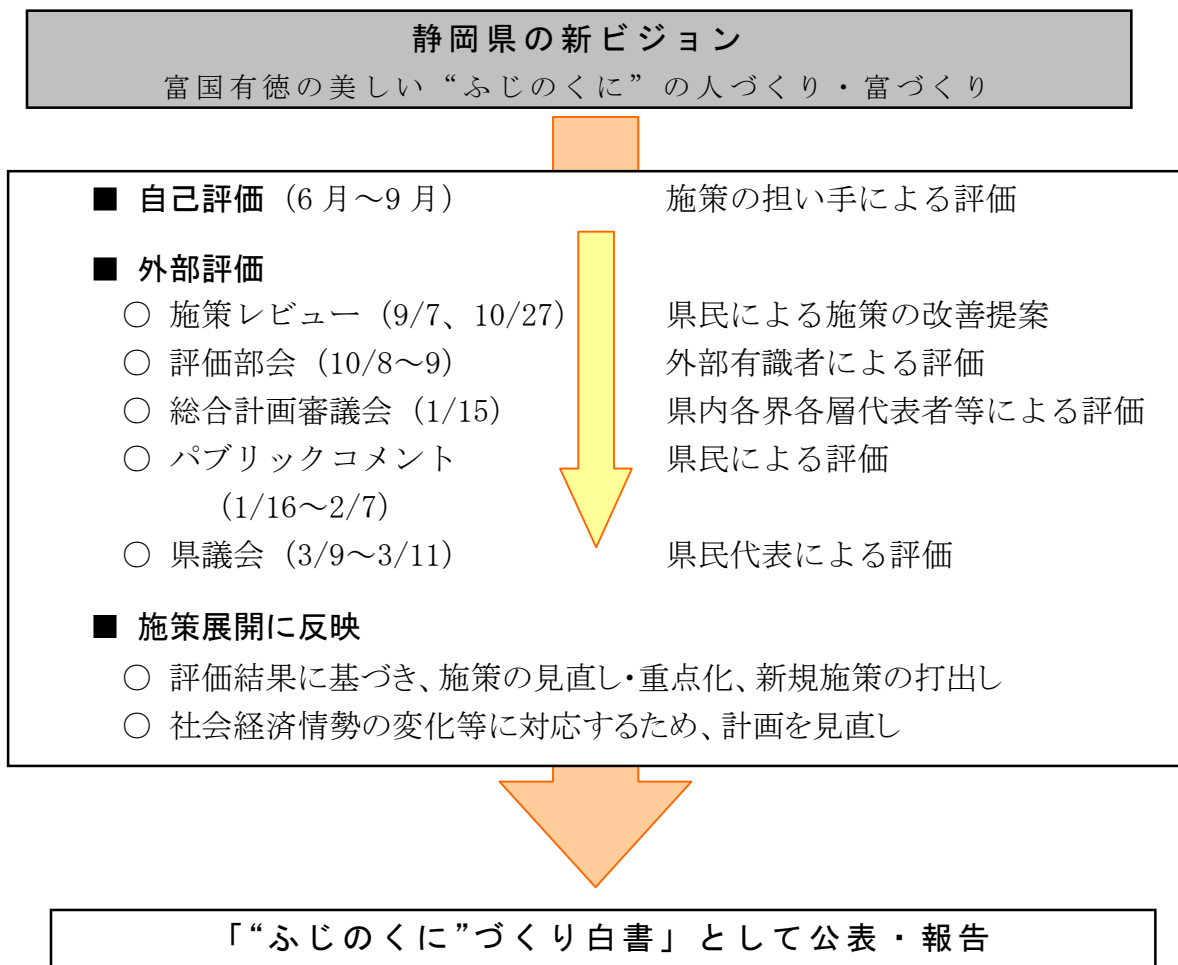 静岡県の新ビジョン
富国有徳の美しい“ふじのくに”の人づくり・富づくり
■ 自己評価（6月～9月） 施策の担い手による評価
■ 外部評価
○ 施策レビュー（9/7、10/27） 県民による施策の改善提案
○ 評価部会（10/8～9） 外部有識者による評価
○ 総合計画審議会（1/15） 県内各界各層代表者等による評価
○ パブリックコメント 県民による評価
（1/16～2/7）
○ 県議会（3/9～3/11） 県民代表による評価
■ 施策展開に反映
○ 評価結果に基づき、施策の見直し・重点化、新規施策の打出し
○ 社会経済情勢の変化等に対応するため、計画を見直し
「“ふじのくに”づくり白書」として公表・報告